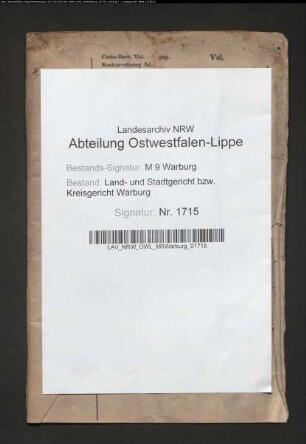 Vol.
Landesarchiv NRW
Abteilung Ostwestfalen-Lippe
Bestands-Signatur: M 9 Warburg
Bestand: Land- und Stadtgericht bzw.
Kreisgericht Warburg
Signatur: Nr. 1715
LAV_NRW_OWL_M9Warburg_01715